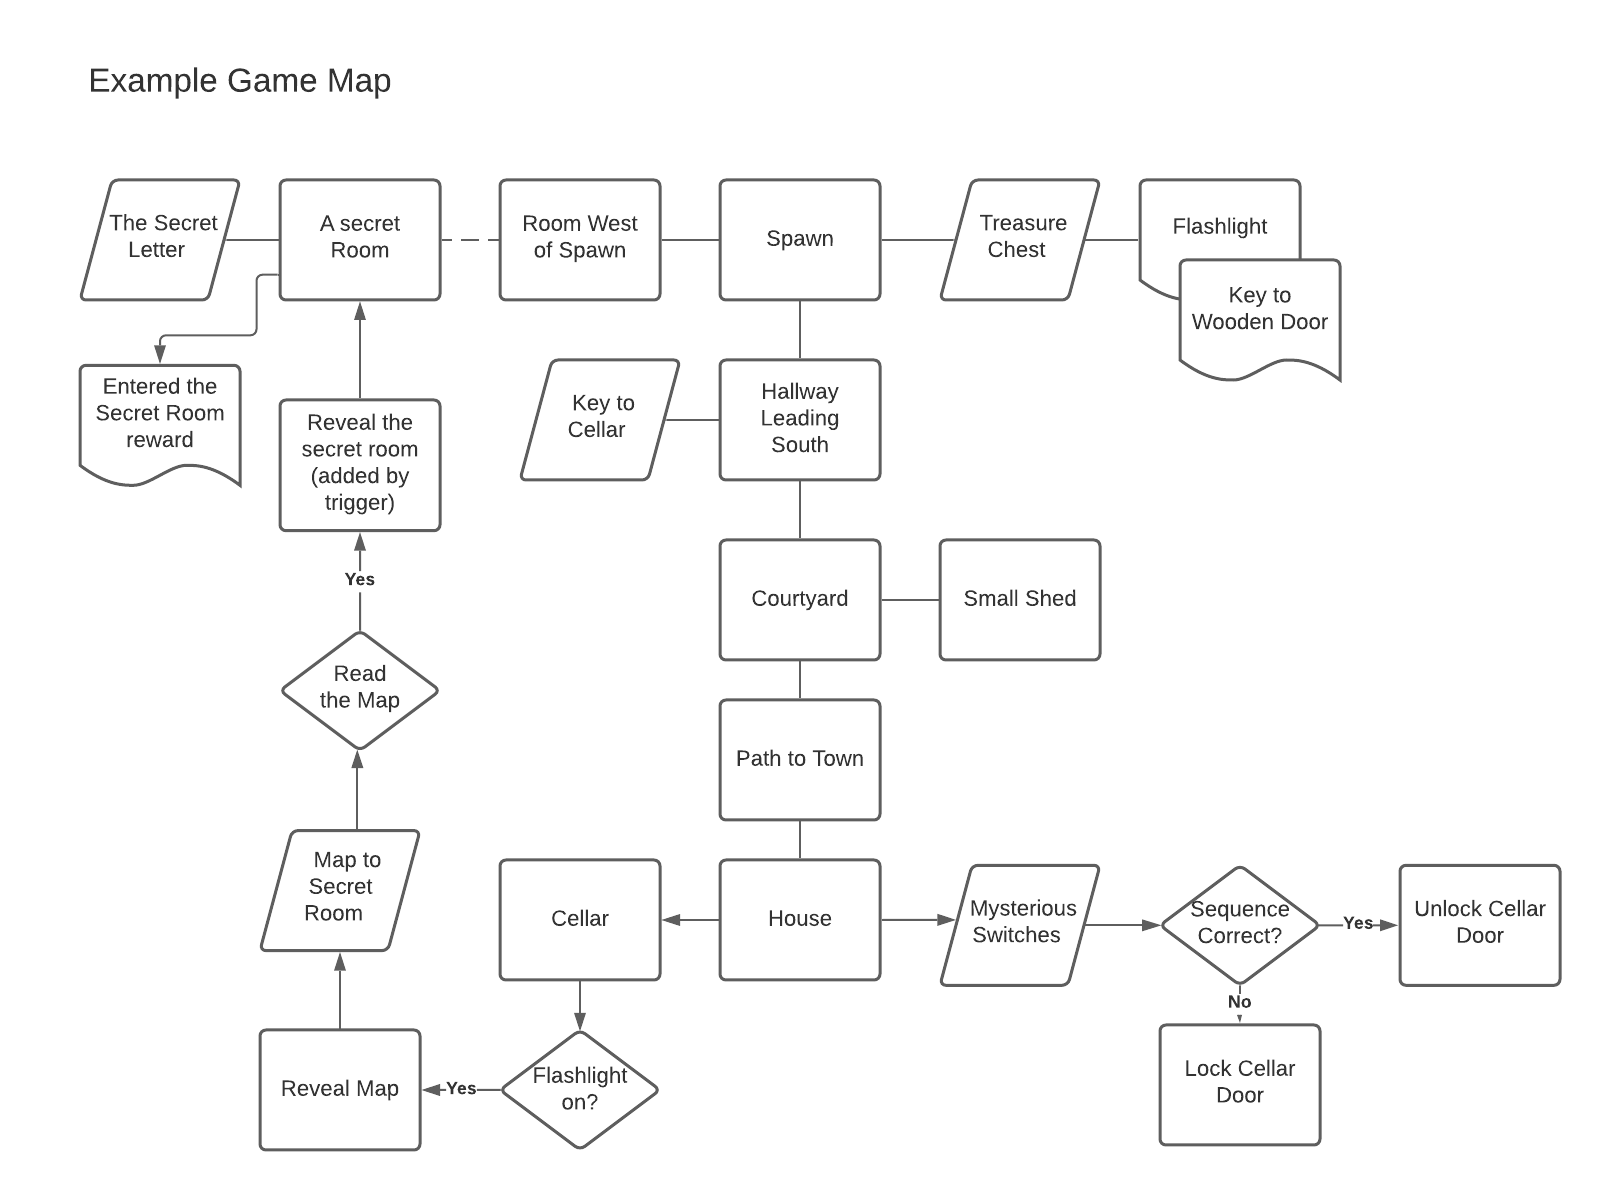 Example Game Map
The Secret
Letter
A secret
Room
Room West
of Spawn
Spawn
Treasure
Chest
Flashlight
Key to
Wooden Door
Entered the
Secret Room
reward
Reveal the
secret room
(added by
trigger)
Key to
Cellar
Hallway
Leading
South
Yes
Courtyard
Small Shed
Read
the Map
Path to Town
Map to
Secret
Room
Cellar
House
Mysterious
Switches
Sequence
Correct?
Yes
Unlock Cellar
Door
No
Reveal Map
Yes
Flashlight
on?
Lock Cellar
Door